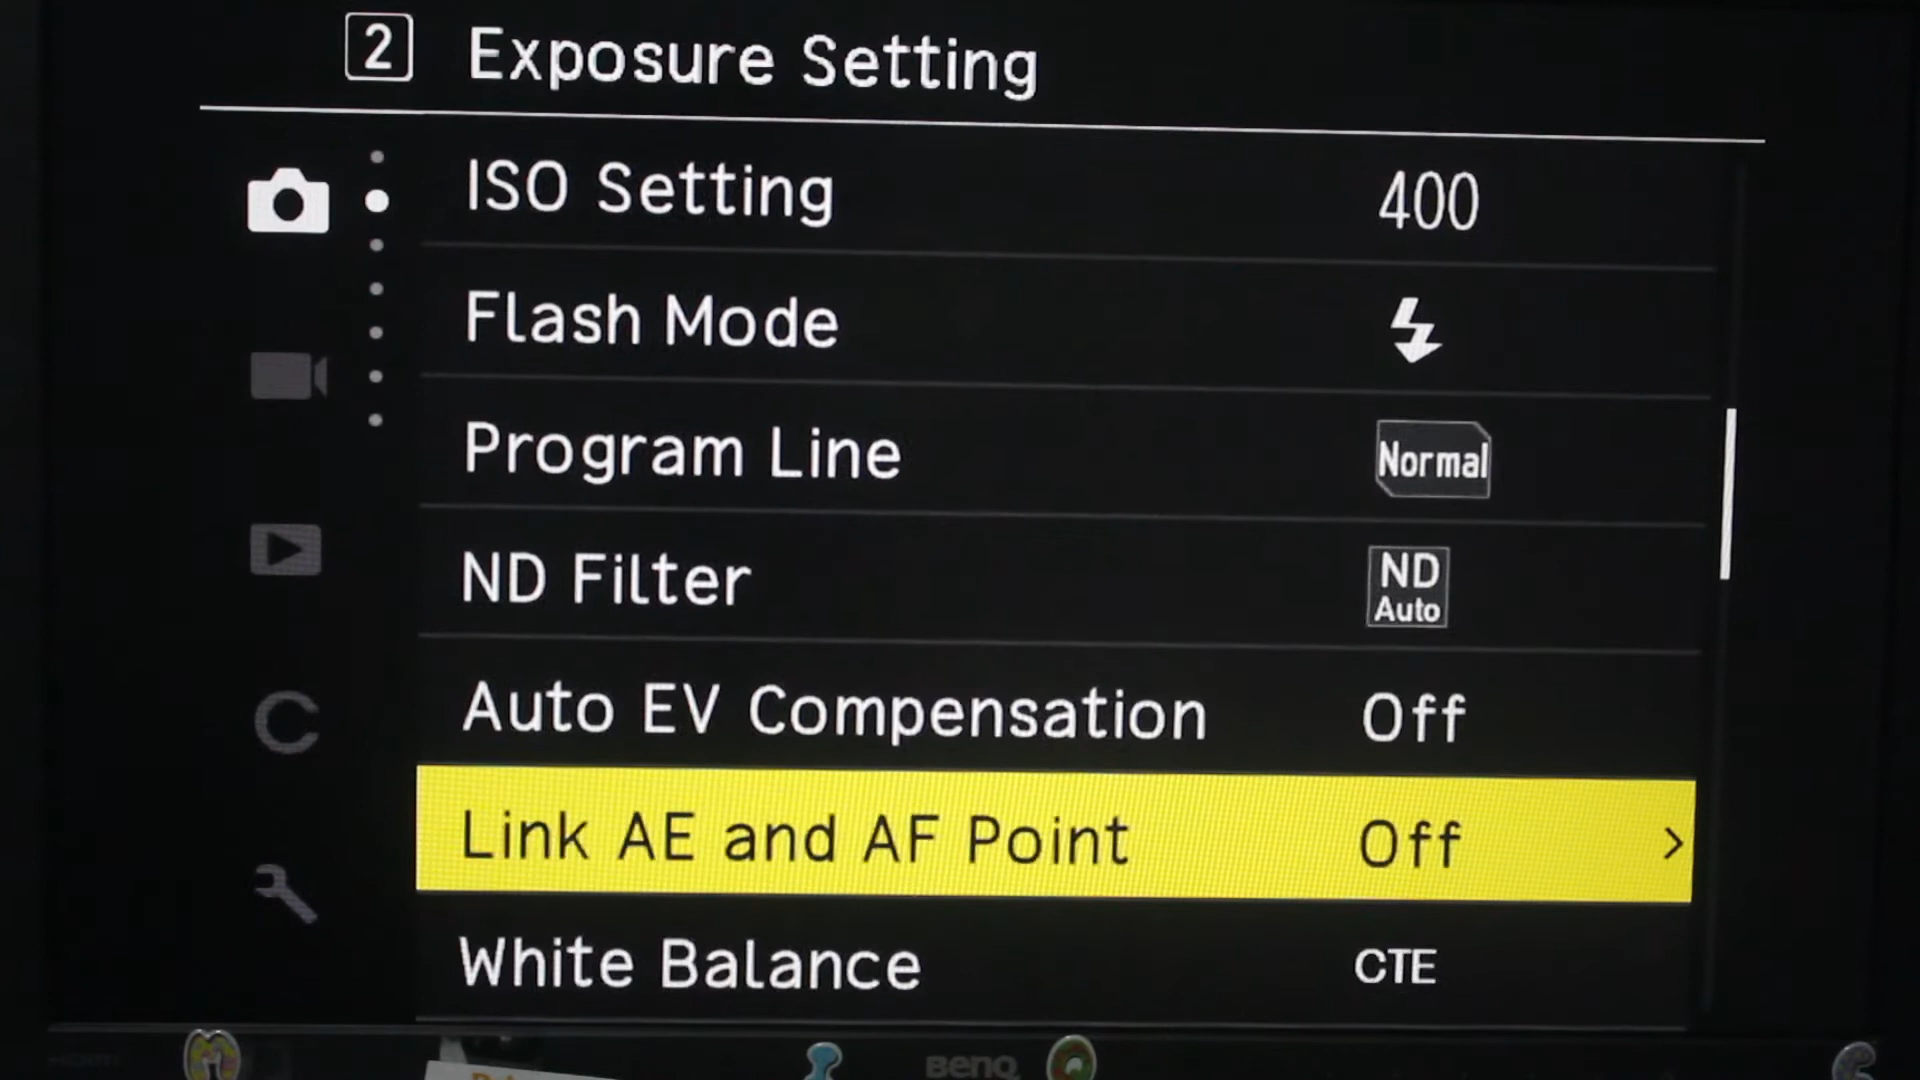 2 Exposure Setting
ISO Setting 400
Flash Mode
Program Line Normal
ND Filter ND Auto
Auto EV Compensation Off
Link AE and AF Point Off >
White Balance CTE
BenQ